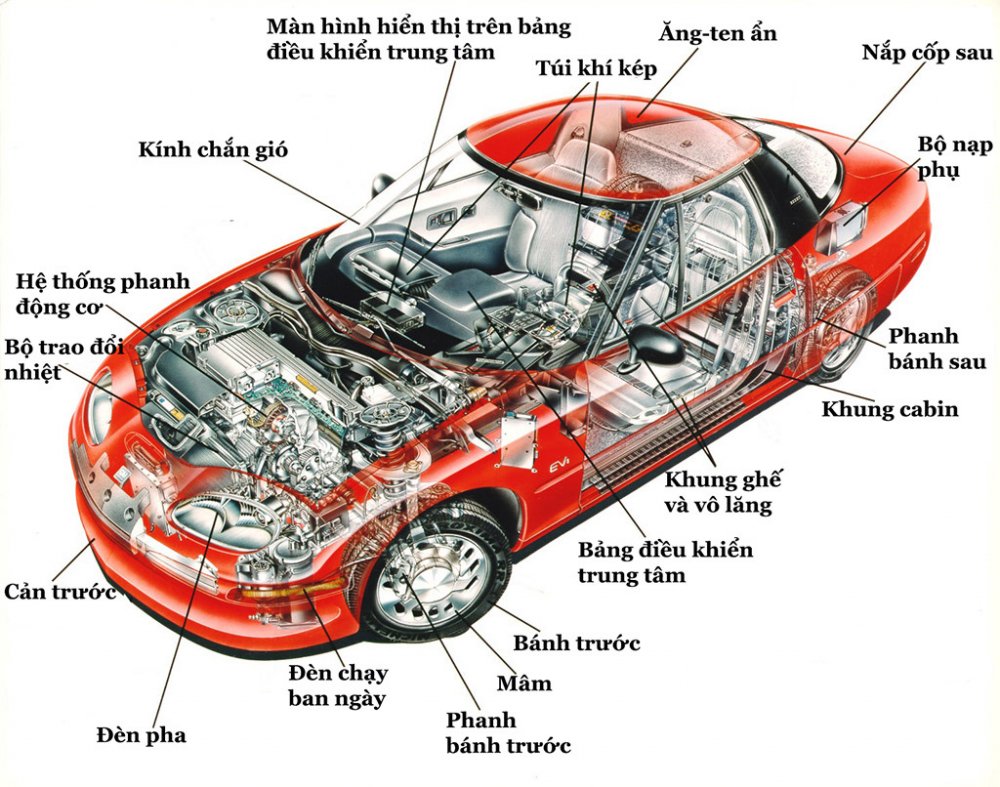 Màn hình hiển thị trên bảng
điều khiển trung tâm
Ăng-ten ẩn
Túi khí kép
Nắp cốp sau
Kính chắn gió
Bộ nạp
phụ
Hệ thống phanh
động cơ
Bộ trao đổi
nhiệt
Phanh
bánh sau
Khung cabin
EV1
Khung ghế
và vô lăng
Bảng điều khiển
trung tâm
Cản trước
Bánh trước
Đèn chạy
ban ngày
Mâm
Phanh
bánh trước
Đèn pha